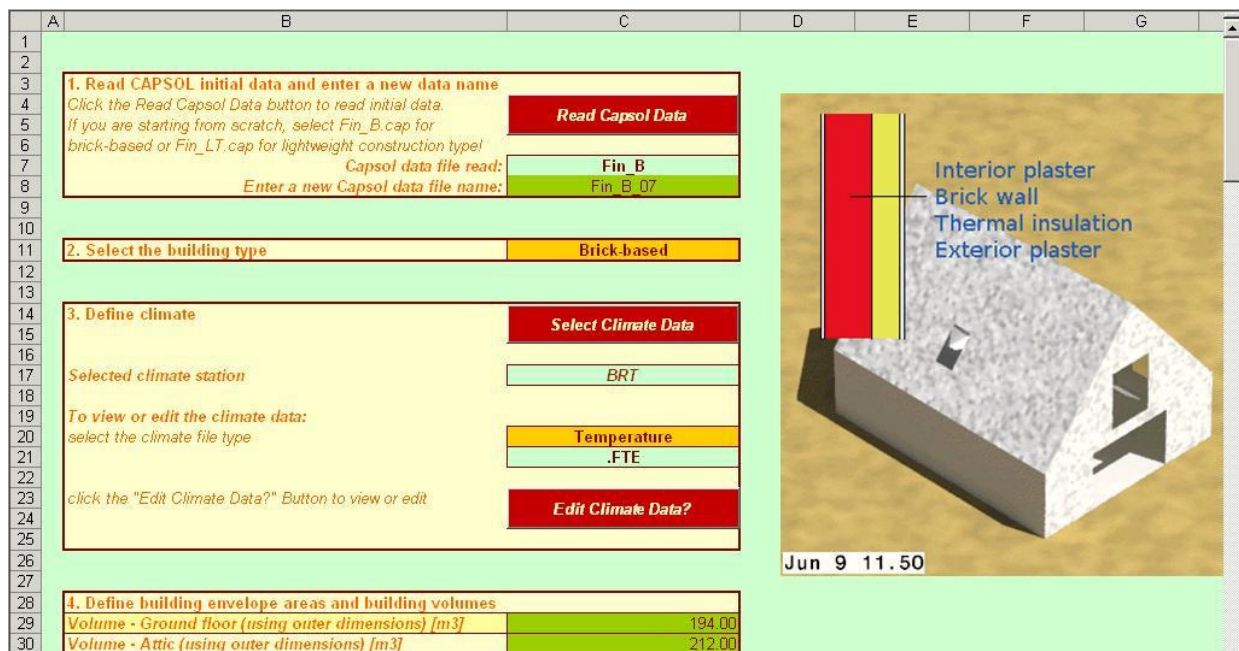 A B C D E F G
1
2
3 1. Read CAPSOL initial data and enter a new data name
4 Click the Read Capsol Data button to read initial data.
Read Capsol Data
5 If you are starting from scratch, select Fin_B.cap for
6 brick-based or Fin_LT.cap for lightweight construction type!
7 Capsol data file read: Fin_B
8 Enter a new Capsol data file name: Fin_B_07
9
10
11 2. Select the building type Brick-based
12
13
14 3. Define climate
Select Climate Data
15
16
17 Selected climate station BRT
18
19 To view or edit the climate data:
20 select the climate file type Temperature
21 .FTE
22
23 click the "Edit Climate Data?" Button to view or edit
Edit Climate Data?
24
25
26
27
28 4. Define building envelope areas and building volumes
29 Volume - Ground floor (using outer dimensions) [m3] 194.00
30 Volume - Attic (using outer dimensions) [m3] 212.00
Interior plaster
Brick wall
Thermal insulation
Exterior plaster
Jun 9 11.50